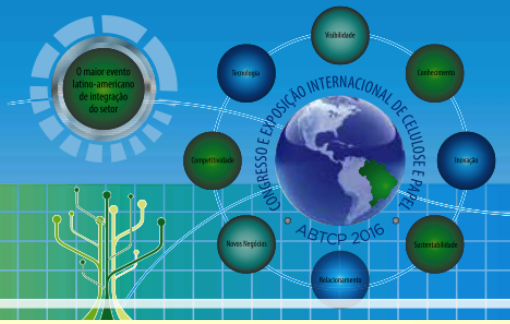 O maior evento
latino-americano
de integração
do setor
Visibilidade
Tecnologia
Conhecimento
CONGRESSO E EXPOSIÇÃO INTERNACIONAL DE CELULOSE E PAPEL
Competitividade
Inovação
ABTCP 2016
Novos Negócios
Sustentabilidade
Relacionamento